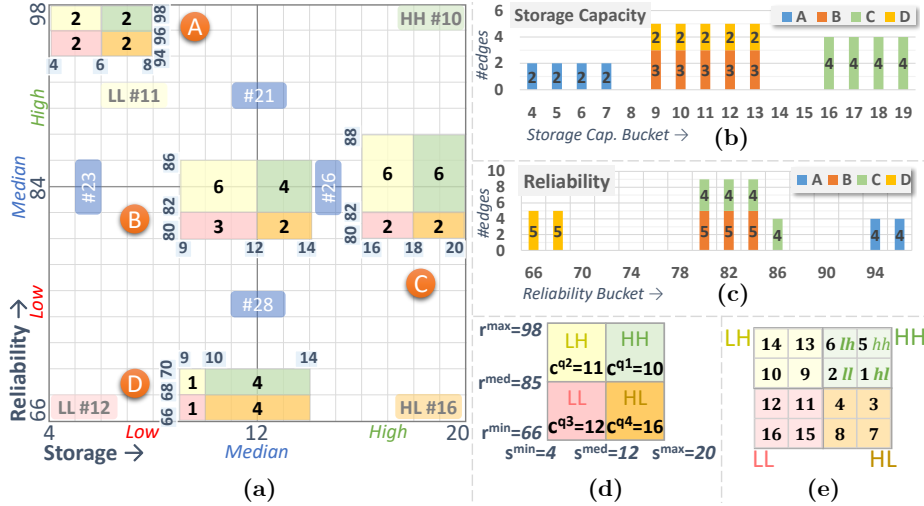 98
2 2
2 2
98
96
94
4 6 8
A
HH #10
LL #11
#21
High
Median
84
#23
#26
86
82
80
6 4
3 2
9 12 14
B
88
82
80
6 6
2 2
16 18 20
C
Low
Reliability →
#28
9 10 14
D
70
68
66
1 4
1 4
66
LL #12
HL #16
4 Low 12 High 20
Storage → Median
(a)
Storage Capacity
A B C D
#edges
6
4
2
0
2 2 2 2
2 2 2 2 2
3 3 3 3 3
4 4 4 4
4 5 6 7 8 9 10 11 12 13 14 15 16 17 18 19
Storage Cap. Bucket →
(b)
Reliability
A B C D
#edges
10
8
6
4
2
0
5 5
4 4 4
5 5 5
4
4 4
66 70 74 78 82 86 90 94
Reliability Bucket →
(c)
r^max=98
r^med=85
r^min=66
LH HH
c^q2=11 c^q1=10
LL HL
c^q3=12 c^q4=16
s^min=4 s^med=12 s^max=20
(d)
LH HH
14 13 6 lh 5 hh
10 9 2 ll 1 hl
12 11 4 3
16 15 8 7
LL HL
(e)